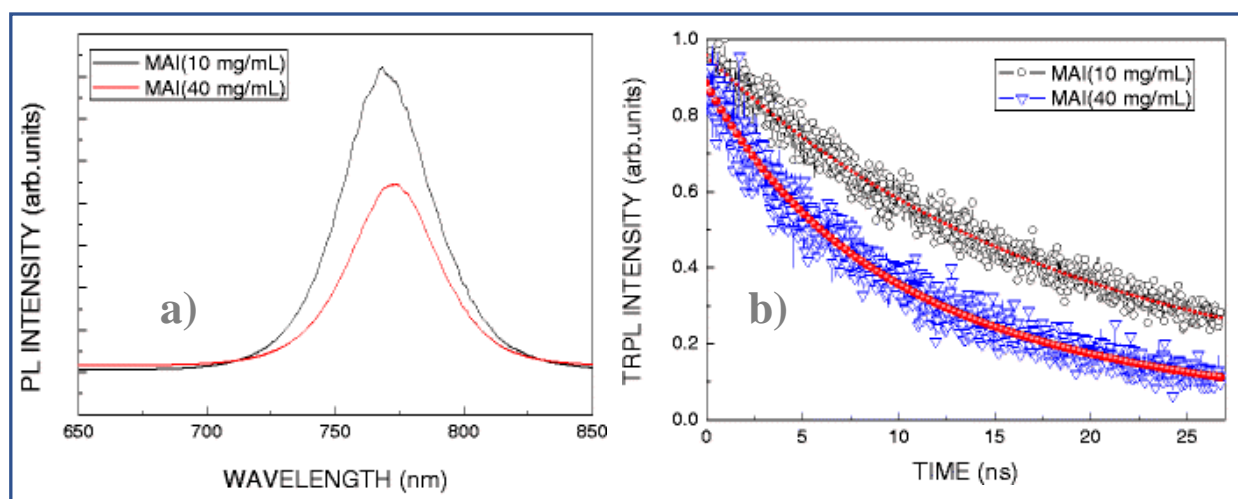 MAI(10 mg/mL)
MAI(40 mg/mL)
a)
PL INTENSITY (arb.units)
650 700 750 800 850
WAVELENGTH (nm)
MAI(10 mg/mL)
MAI(40 mg/mL)
b)
TRPL INTENSITY (arb.units)
1.0
0.8
0.6
0.4
0.2
0.0
0 5 10 15 20 25
TIME (ns)